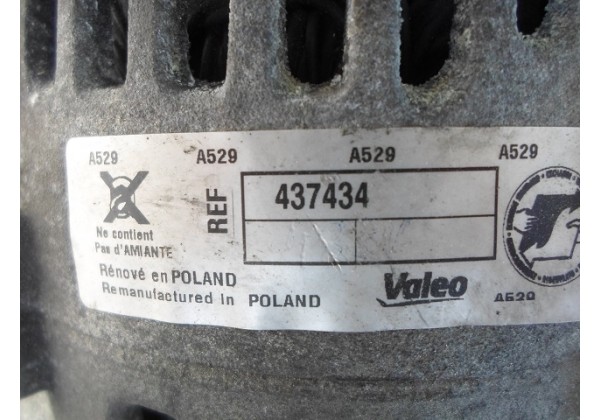 A529 A529 A529 A529
REF 437434
Ne contient
Pas d'AMIANTE
Rénové en POLAND
Remanufactured in POLAND
Valeo A529